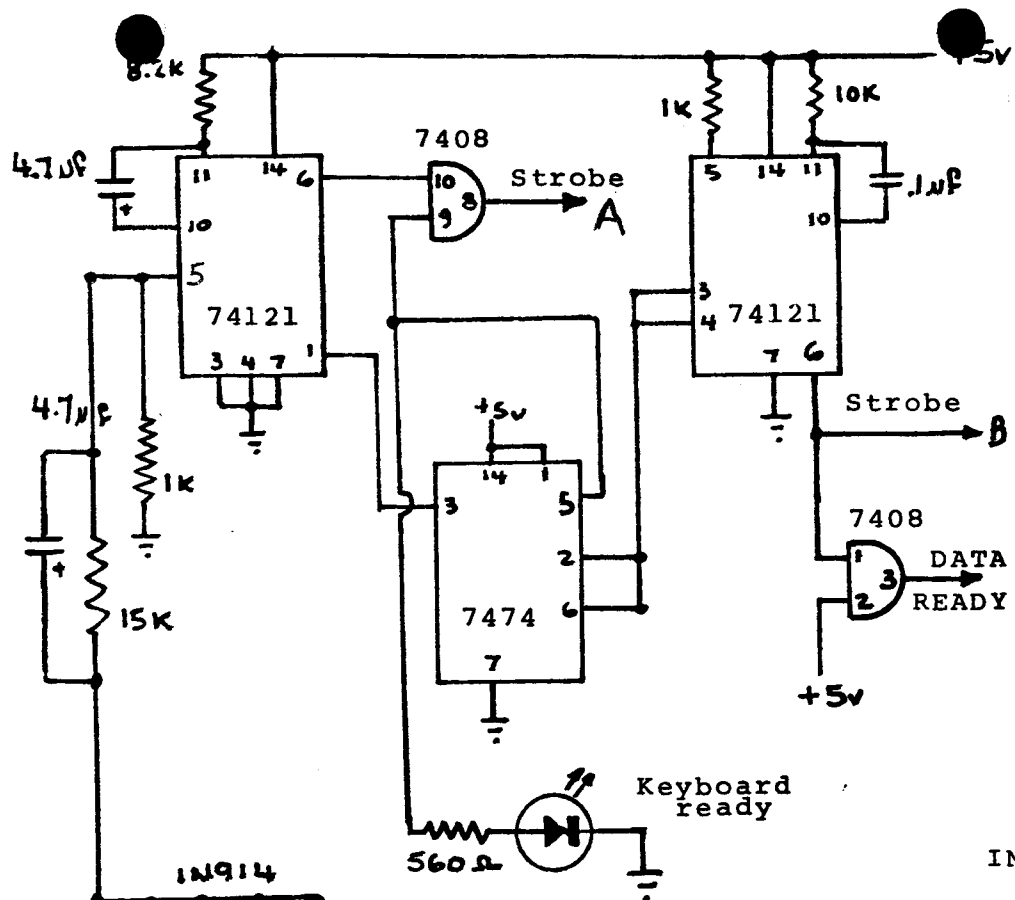 8.2K
+5v
1K
10K
4.7uf
7408
11
14
6
10
9
8
Strobe
A
5
14
11
.1uf
10
10
5
74121
3
4
7
1
3
4
74121
7
6
4.7uf
1K
+5v
14
1
3
5
2
6
7474
7
Strobe
B
7408
1
2
3
DATA
READY
+5v
15K
Keyboard
ready
560Ω
1N914
IN